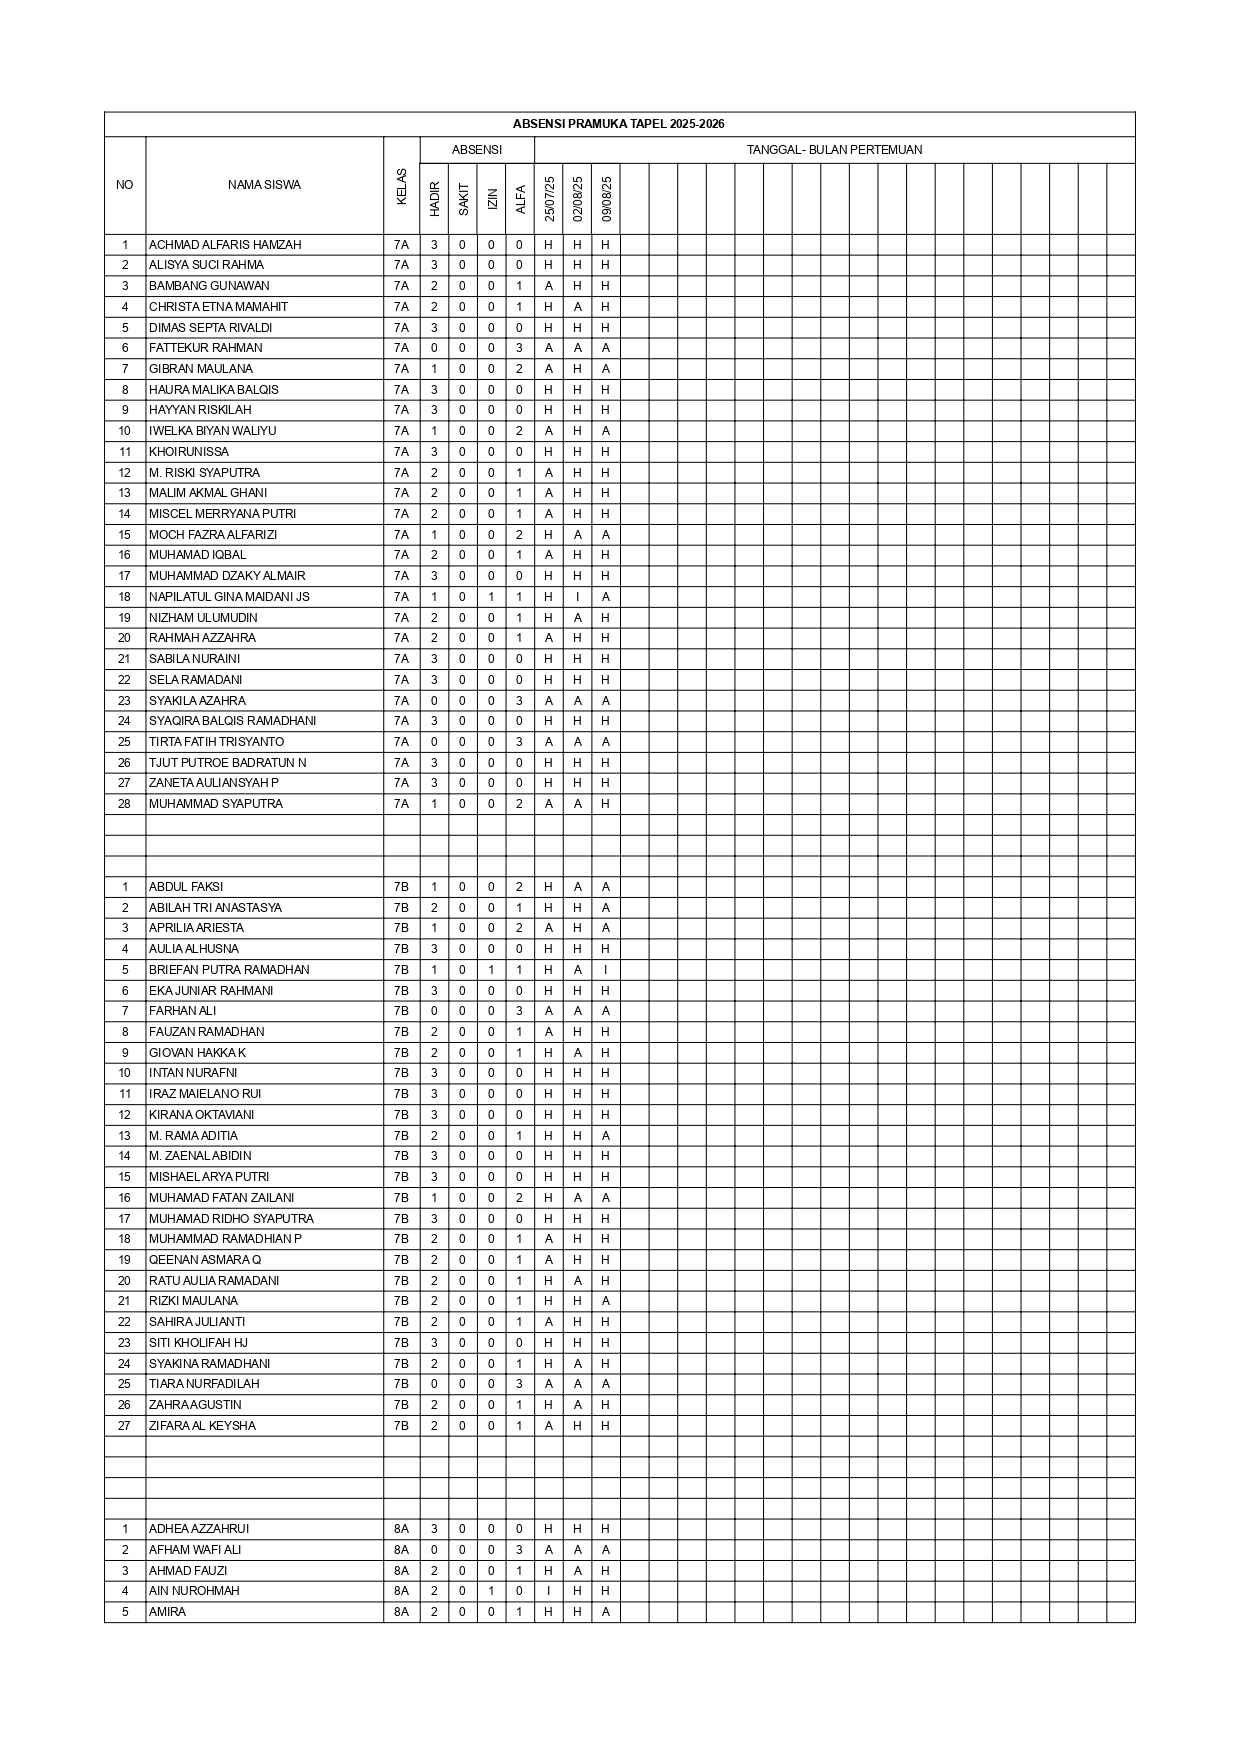 ABSENSI PRAMUKA TAPEL 2025-2026
NO NAMA SISWA KELAS ABSENSI TANGGAL- BULAN PERTEMUAN
HADIR SAKIT IZIN ALFA 25/07/25 02/08/25 09/08/25
1 ACHMAD ALFARIS HAMZAH 7A 3 0 0 0 H H H
2 ALISYA SUCI RAHMA 7A 3 0 0 0 H H H
3 BAMBANG GUNAWAN 7A 2 0 0 1 A H H
4 CHRISTA ETNA MAMAHIT 7A 2 0 0 1 H A H
5 DIMAS SEPTA RIVALDI 7A 3 0 0 0 H H H
6 FATTEKUR RAHMAN 7A 0 0 0 3 A A A
7 GIBRAN MAULANA 7A 1 0 0 2 A H A
8 HAURA MALIKA BALQIS 7A 3 0 0 0 H H H
9 HAYYAN RISKILAH 7A 3 0 0 0 H H H
10 IWELKA BIYAN WALIYU 7A 1 0 0 2 A H A
11 KHOIRUNISSA 7A 3 0 0 0 H H H
12 M. RISKI SYAPUTRA 7A 2 0 0 1 A H H
13 MALIM AKMAL GHANI 7A 2 0 0 1 A H H
14 MISCEL MERRYANA PUTRI 7A 2 0 0 1 A H H
15 MOCH FAZRA ALFARIZI 7A 1 0 0 2 H A A
16 MUHAMAD IQBAL 7A 2 0 0 1 A H H
17 MUHAMMAD DZAKY ALMAIR 7A 3 0 0 0 H H H
18 NAPILATUL GINA MAIDANI JS 7A 1 0 1 1 H I A
19 NIZHAM ULUMUDIN 7A 2 0 0 1 H A H
20 RAHMAH AZZAHRA 7A 2 0 0 1 A H H
21 SABILA NURAINI 7A 3 0 0 0 H H H
22 SELA RAMADANI 7A 3 0 0 0 H H H
23 SYAKILA AZAHRA 7A 0 0 0 3 A A A
24 SYAQIRA BALQIS RAMADHANI 7A 3 0 0 0 H H H
25 TIRTA FATIH TRISYANTO 7A 0 0 0 3 A A A
26 TJUT PUTROE BADRATUN N 7A 3 0 0 0 H H H
27 ZANETA AULIANSYAH P 7A 3 0 0 0 H H H
28 MUHAMMAD SYAPUTRA 7A 1 0 0 2 A A H
1 ABDUL FAKSI 7B 1 0 0 2 H A A
2 ABILAH TRI ANASTASYA 7B 2 0 0 1 H H A
3 APRILIA ARIESTA 7B 1 0 0 2 A H A
4 AULIA ALHUSNA 7B 3 0 0 0 H H H
5 BRIEFAN PUTRA RAMADHAN 7B 1 0 1 1 H A I
6 EKA JUNIAR RAHMANI 7B 3 0 0 0 H H H
7 FARHAN ALI 7B 0 0 0 3 A A A
8 FAUZAN RAMADHAN 7B 2 0 0 1 A H H
9 GIOVAN HAKKA K 7B 2 0 0 1 H A H
10 INTAN NURAFNI 7B 3 0 0 0 H H H
11 IRAZ MAIELANO RUI 7B 3 0 0 0 H H H
12 KIRANA OKTAVIANI 7B 3 0 0 0 H H H
13 M. RAMA ADITIA 7B 2 0 0 1 H H A
14 M. ZAENAL ABIDIN 7B 3 0 0 0 H H H
15 MISHAEL ARYA PUTRI 7B 3 0 0 0 H H H
16 MUHAMAD FATAN ZAILANI 7B 1 0 0 2 H A A
17 MUHAMAD RIDHO SYAPUTRA 7B 3 0 0 0 H H H
18 MUHAMMAD RAMADHIAN P 7B 2 0 0 1 A H H
19 QEENAN ASMARA Q 7B 2 0 0 1 A H H
20 RATU AULIA RAMADANI 7B 2 0 0 1 H A H
21 RIZKI MAULANA 7B 2 0 0 1 H H A
22 SAHIRA JULIANTI 7B 2 0 0 1 A H H
23 SITI KHOLIFAH HJ 7B 3 0 0 0 H H H
24 SYAKINA RAMADHANI 7B 2 0 0 1 H A H
25 TIARA NURFADILAH 7B 0 0 0 3 A A A
26 ZAHRA AGUSTIN 7B 2 0 0 1 H A H
27 ZIFARA AL KEYSHA 7B 2 0 0 1 A H H
1 ADHEA AZZAHRUI 8A 3 0 0 0 H H H
2 AFHAM WAFI ALI 8A 0 0 0 3 A A A
3 AHMAD FAUZI 8A 2 0 0 1 H A H
4 AIN NUROHMAH 8A 2 0 1 0 I H H
5 AMIRA 8A 2 0 0 1 H H A